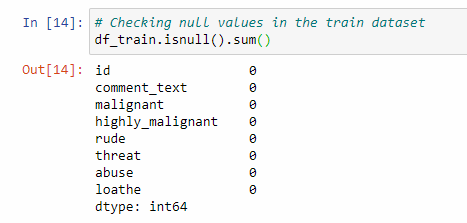 In [14]: # Checking null values in the train dataset
df_train.isnull().sum()
Out[14]: id 0
comment_text 0
malignant 0
highly_malignant 0
rude 0
threat 0
abuse 0
loathe 0
dtype: int64